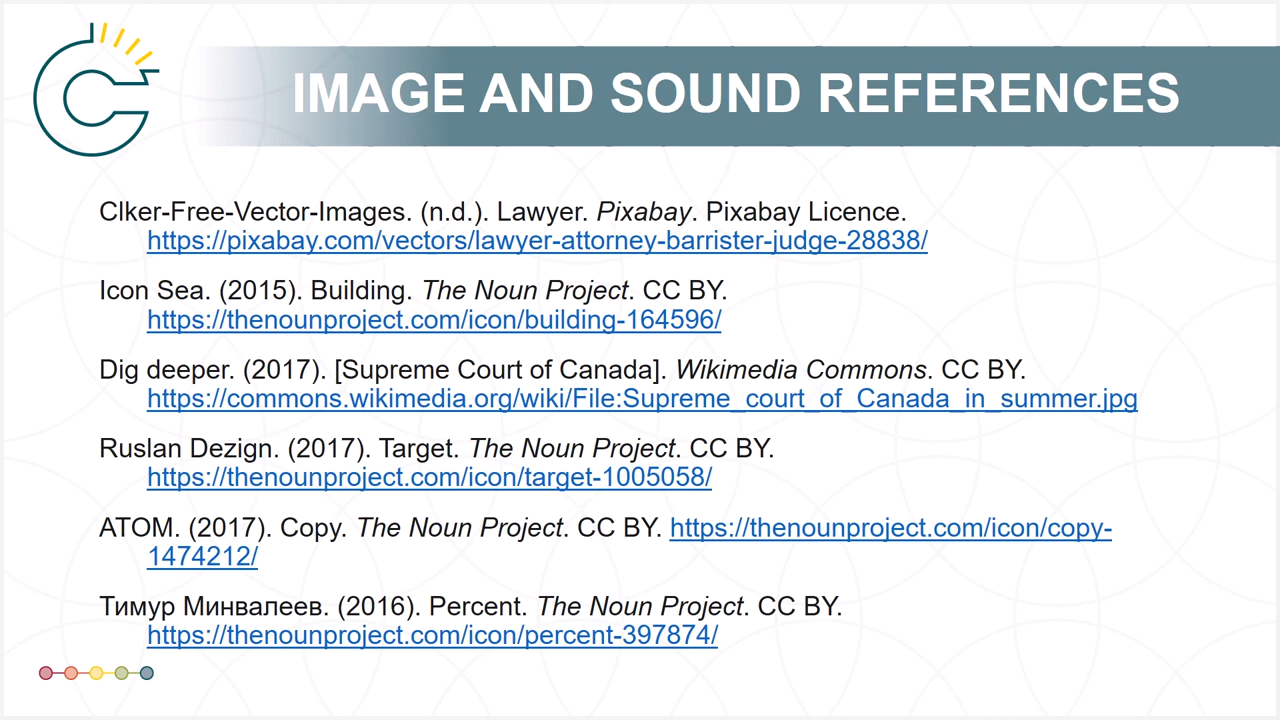 IMAGE AND SOUND REFERENCES
Clker-Free-Vector-Images. (n.d.). Lawyer. Pixabay. Pixabay Licence.
https://pixabay.com/vectors/lawyer-attorney-barrister-judge-28838/
Icon Sea. (2015). Building. The Noun Project. CC BY.
https://thenounproject.com/icon/building-164596/
Dig deeper. (2017). [Supreme Court of Canada]. Wikimedia Commons. CC BY.
https://commons.wikimedia.org/wiki/File:Supreme_court_of_Canada_in_summer.jpg
Ruslan Dezign. (2017). Target. The Noun Project. CC BY.
https://thenounproject.com/icon/target-1005058/
ATOM. (2017). Copy. The Noun Project. CC BY. https://thenounproject.com/icon/copy-
1474212/
Тимур Минвалеев. (2016). Percent. The Noun Project. CC BY.
https://thenounproject.com/icon/percent-397874/